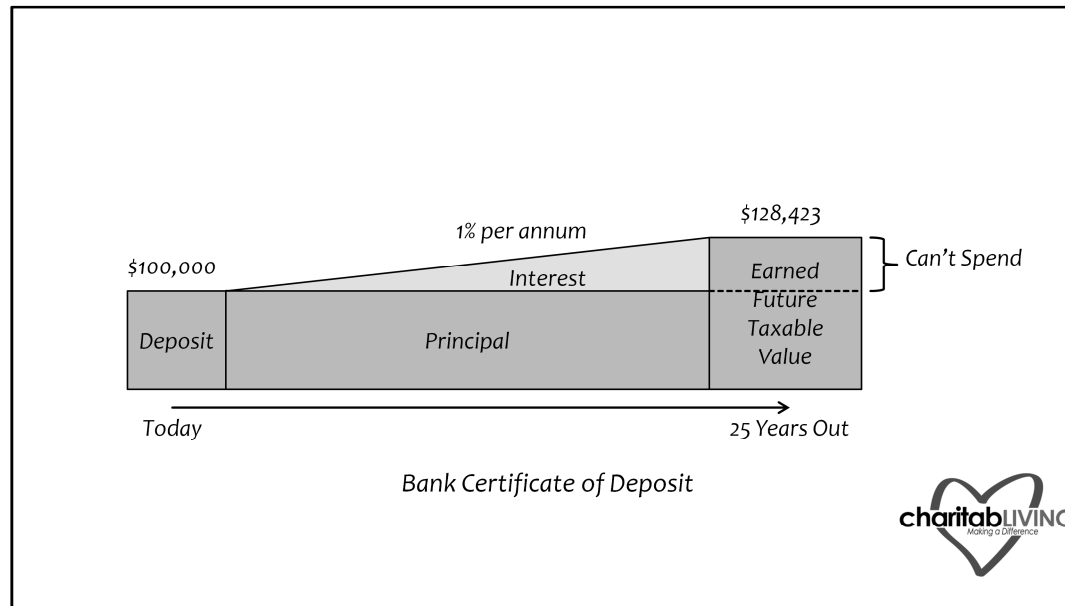 $128,423
1% per annum
Can't Spend
$100,000
Interest
Earned
Future
Taxable
Value
Deposit
Principal
Today
25 Years Out
Bank Certificate of Deposit
charitabLIVING
Making a Difference